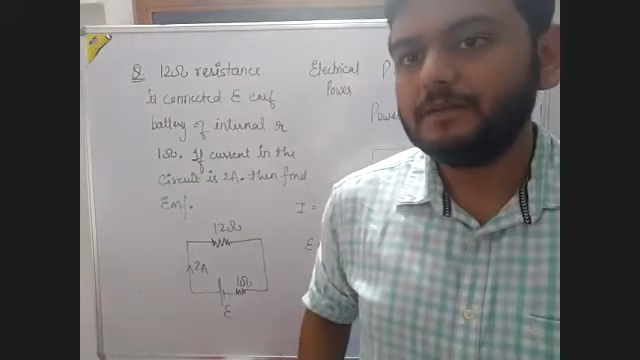 Q. 12Ω resistance
is connected E emf
battery of internal r
1Ω. If current in the
circuit is 2A. then find
Emf.
12Ω
2A
1Ω
ε
Electrical
Power
P
Power
I =
ε